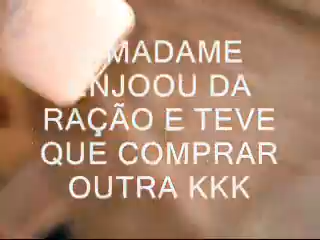 MADAME
ENJOOU DA
RAÇÃO E TEVE
QUE COMPRAR
OUTRA KKK